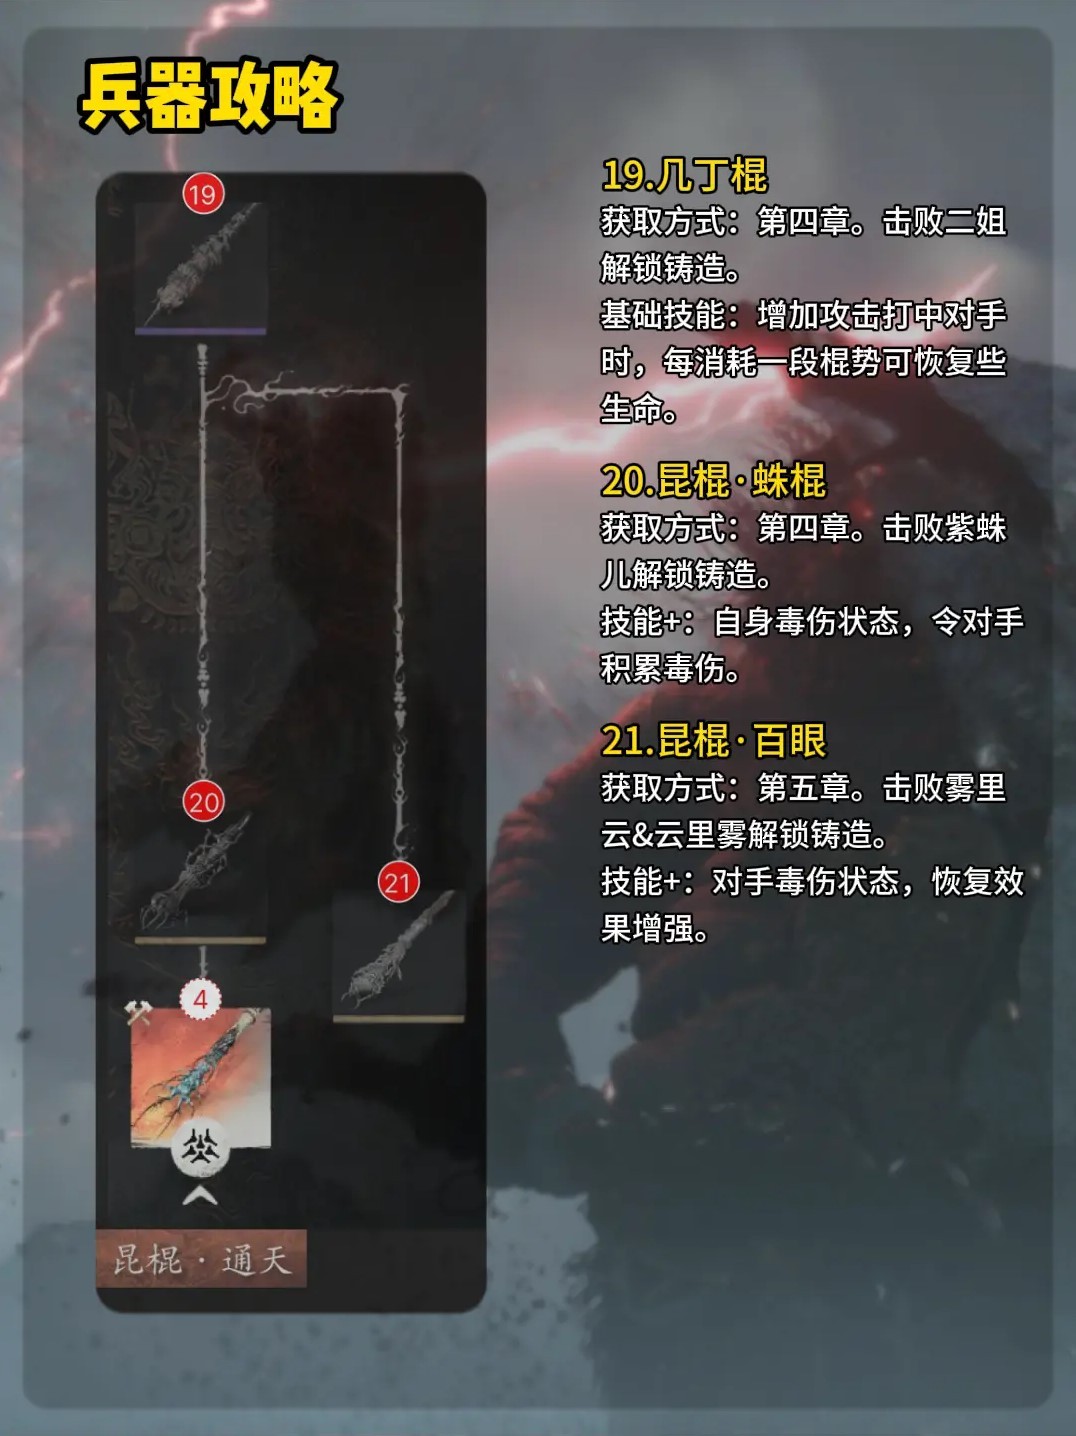 兵器攻略
19
19.几丁棍
获取方式：第四章。击败二姐
解锁铸造。
基础技能：增加攻击打中对手
时，每消耗一段棍势可恢复些
生命。
20.昆棍·蛛棍
获取方式：第四章。击败紫蛛
儿解锁铸造。
技能+：自身毒伤状态，令对手
积累毒伤。
21.昆棍·百眼
获取方式：第五章。击败雾里
云&云里雾解锁铸造。
技能+：对手毒伤状态，恢复效
果增强。
20
21
4
昆棍·通天